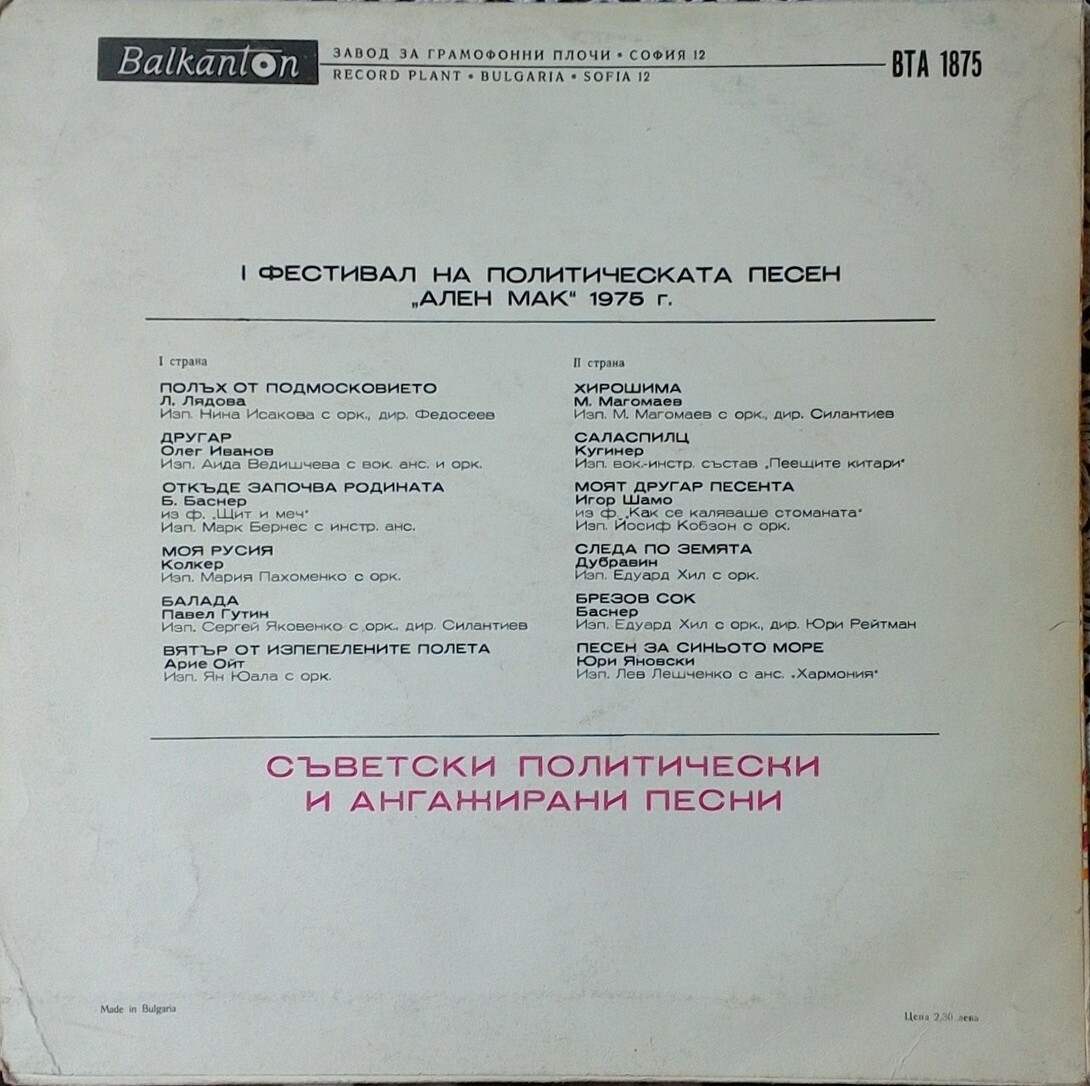 Balkanton
ЗАВОД ЗА ГРАМОФОННИ ПЛОЧИ • СОФИЯ 12
RECORD PLANT • BULGARIA • SOFIA 12
ВТА 1875
I ФЕСТИВАЛ НА ПОЛИТИЧЕСКАТА ПЕСЕН
„АЛЕН МАК“ 1975 г.
I страна
ПОЛЪХ ОТ ПОДМОСКОВИЕТО
Л. Лядова
Изп. Нина Исакова с орк., дир. Федосеев
ДРУГАР
Олег Иванов
Изп. Аида Ведишчева с вок. анс. и орк.
ОТКЪДЕ ЗАПОЧВА РОДИНАТА
Б. Баснер
из ф. „Щит и меч“
Изп. Марк Бернес с инстр. анс.
МОЯ РУСИЯ
Колкер
Изп. Мария Пахоменко с орк.
БАЛАДА
Павел Гутин
Изп. Сергей Яковенко с орк., дир. Силантиев
ВЯТЪР ОТ ИЗПЕПЕЛЕНИТЕ ПОЛЕТА
Арие Ойт
Изп. Ян Юала с орк.
II страна
ХИРОШИМА
М. Магомаев
Изп. М. Магомаев с орк., дир. Силантиев
САЛАСПИЛЦ
Кугинер
Изп. вок.-инстр. състав „Пеещите китари“
МОЯТ ДРУГАР ПЕСЕНТА
Игор Шамо
из ф. „Как се каляваше стоманата“
Изп. Йосиф Кобзон с орк.
СЛЕДА ПО ЗЕМЯТА
Дубравин
Изп. Едуард Хил с орк.
БРЕЗОВ СОК
Баснер
Изп. Едуард Хил с орк., дир. Юри Рейтман
ПЕСЕН ЗА СИНЬОТО МОРЕ
Юри Яновски
Изп. Лев Лешченко с анс. „Хармония“
СЪВЕТСКИ ПОЛИТИЧЕСКИ
И АНГАЖИРАНИ ПЕСНИ
Made in Bulgaria
Цена 2,30 лева